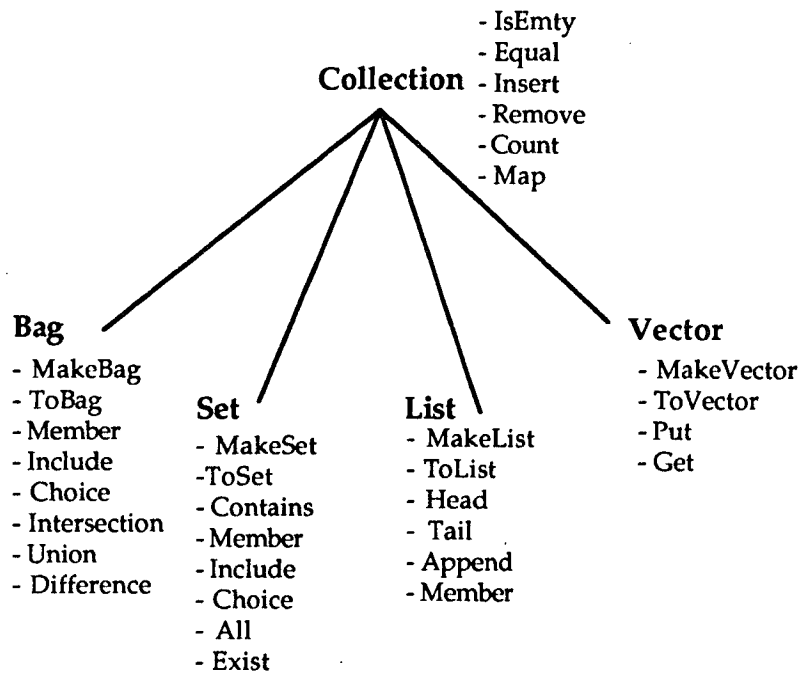 Collection
- IsEmty
- Equal
- Insert
- Remove
- Count
- Map
Bag
- MakeBag
- ToBag
- Member
- Include
- Choice
- Intersection
- Union
- Difference
Set
- MakeSet
-ToSet
- Contains
- Member
- Include
- Choice
- All
- Exist
List
- MakeList
- ToList
- Head
- Tail
- Append
- Member
Vector
- MakeVector
- ToVector
- Put
- Get